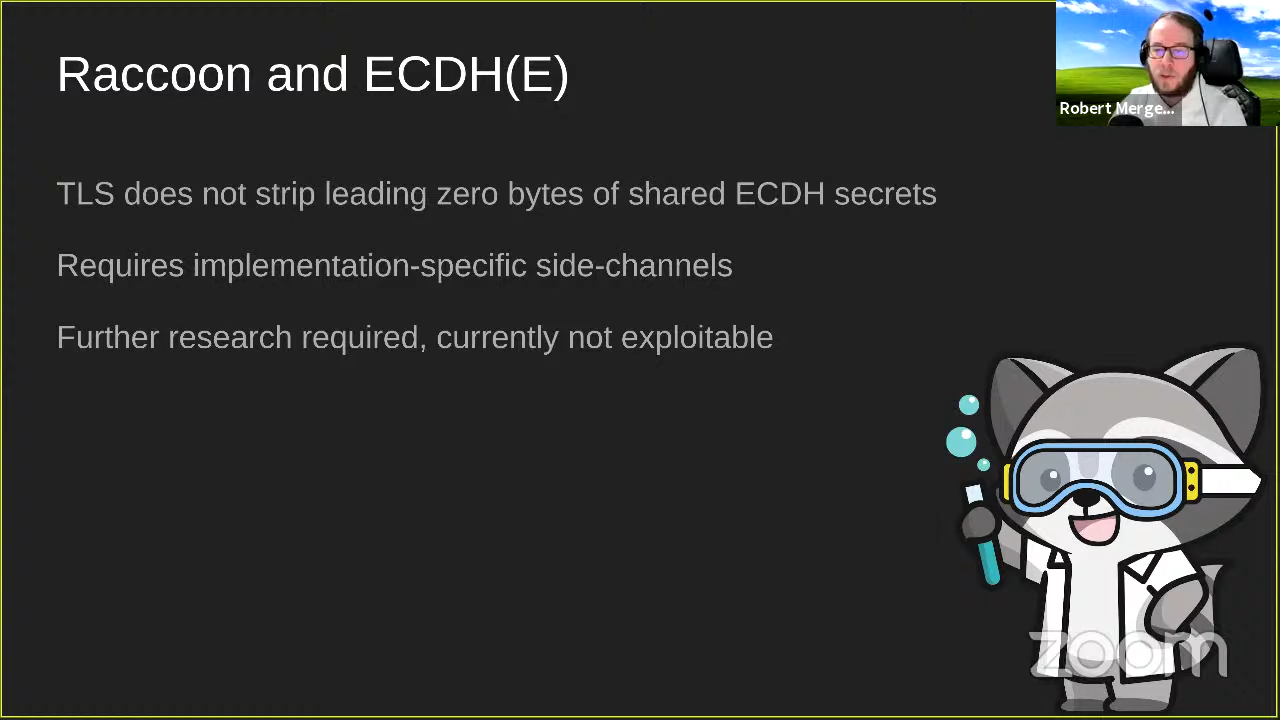 Raccoon and ECDH(E)
Robert Merge...
TLS does not strip leading zero bytes of shared ECDH secrets
Requires implementation-specific side-channels
Further research required, currently not exploitable
zoom